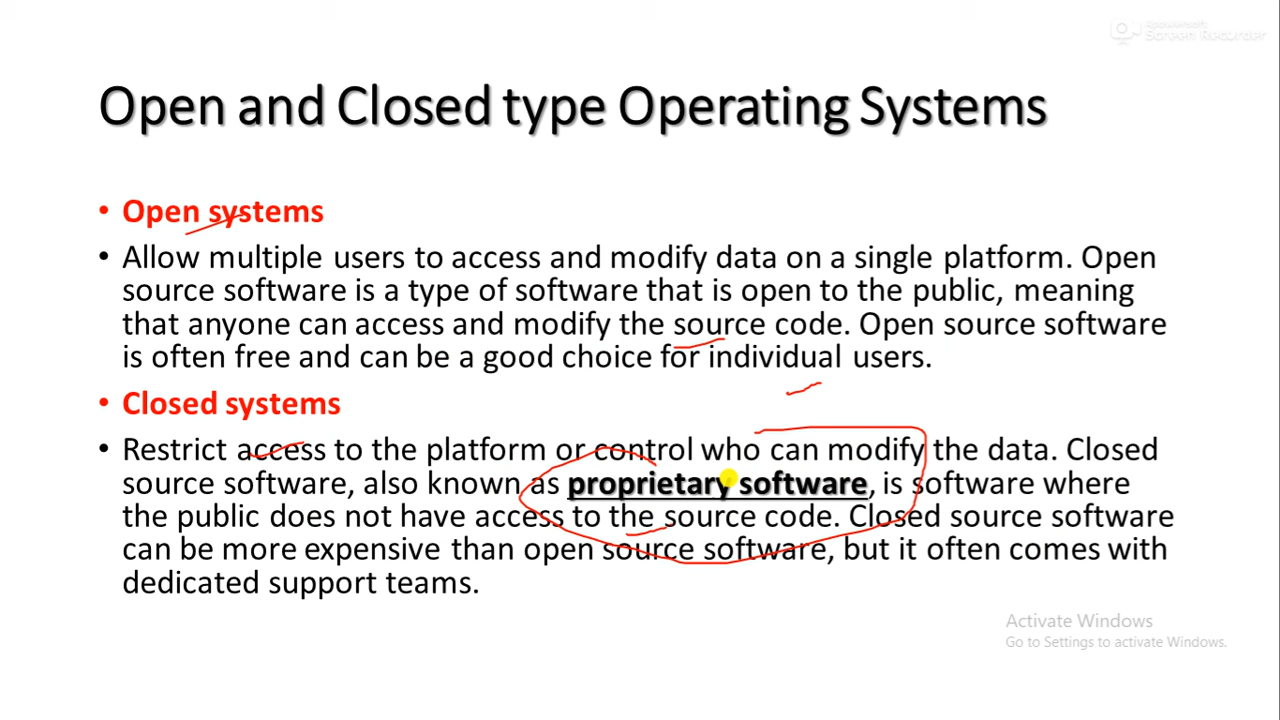 Apowersoft
Screen Recorder
Open and Closed type Operating Systems
• Open systems
• Allow multiple users to access and modify data on a single platform. Open
source software is a type of software that is open to the public, meaning
that anyone can access and modify the source code. Open source software
is often free and can be a good choice for individual users.
• Closed systems
• Restrict access to the platform or control who can modify the data. Closed
source software, also known as proprietary software, is software where
the public does not have access to the source code. Closed source software
can be more expensive than open source software, but it often comes with
dedicated support teams.
Activate Windows
Go to Settings to activate Windows.